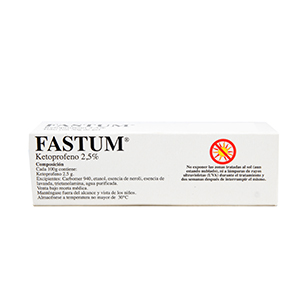 FASTUM
FASTUM®
Ketoprofeno 2,5%
Composición
Cada 100g contiene:
Ketoprofeno 2,5 g.
Excipientes: Carbomer 940, etanol, esencia de neroli, esencia de
lavanda, trietanolamina, agua purificada.
Venta bajo receta médica.
Manténgase fuera del alcance y vista de los niños.
Almacénese a temperatura no mayor de 30°C
No exponer las zonas tratadas al sol (aun
estando nublado), ni a lámparas de rayos
ultravioletas (UVA) durante el tratamiento y
dos semanas después de interrumpir el mismo.